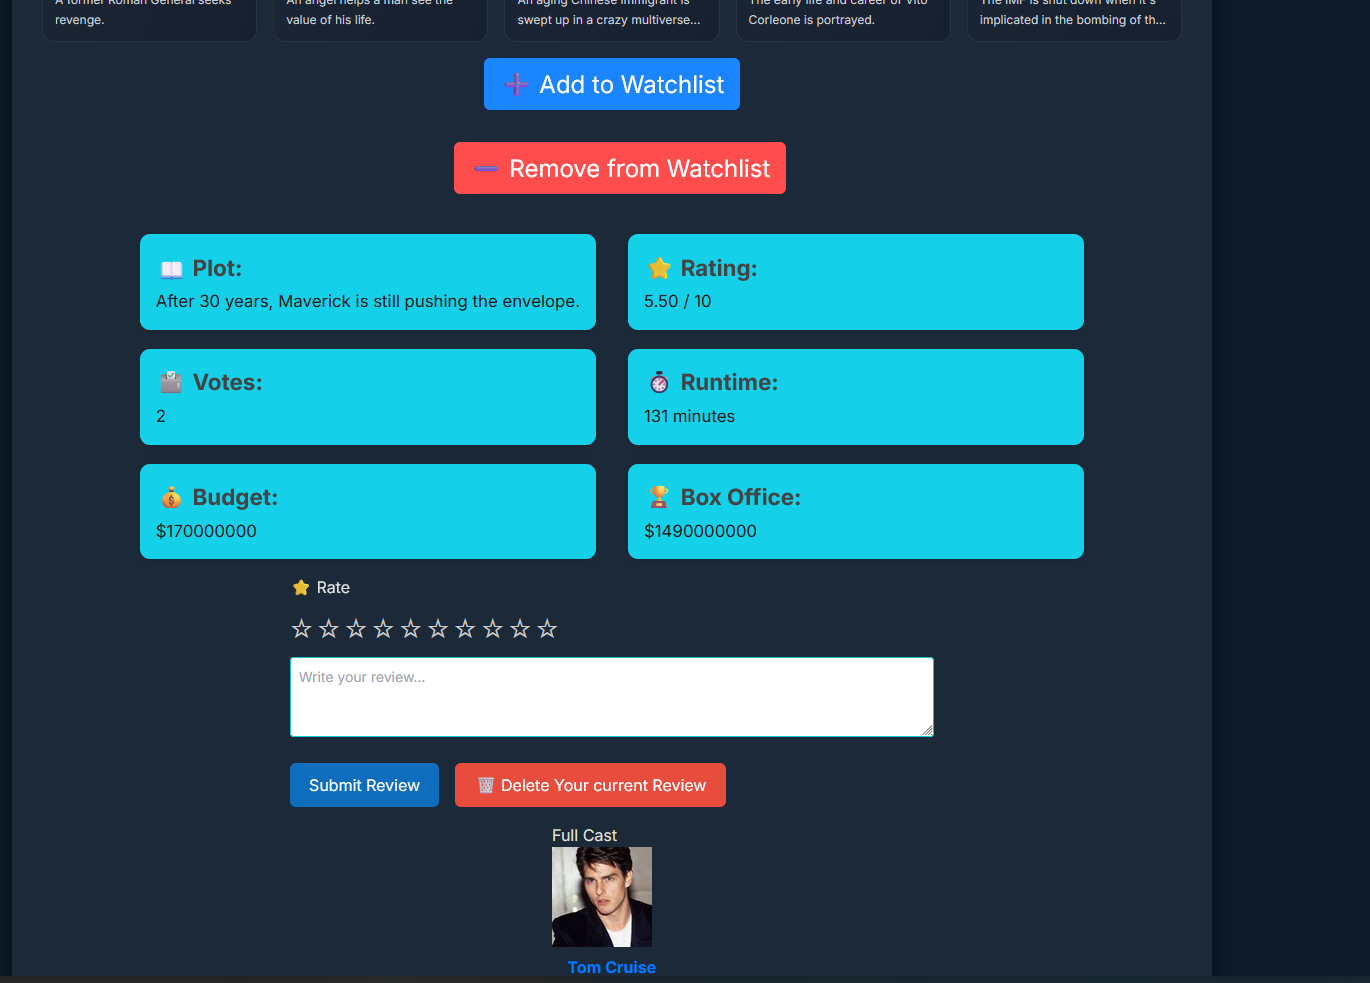 A former Roman General seeks
revenge.
An angel helps a man see the
value of his life.
An aging Chinese immigrant is
swept up in a crazy multiverse...
The early life and career of Vito
Corleone is portrayed.
The IMF is shut down when it's
implicated in the bombing of th...
Add to Watchlist
Remove from Watchlist
Plot:
After 30 years, Maverick is still pushing the envelope.
Rating:
5.50 / 10
Votes:
2
Runtime:
131 minutes
Budget:
$170000000
Box Office:
$1490000000
Rate
Write your review...
Submit Review
Delete Your current Review
Full Cast
Tom Cruise